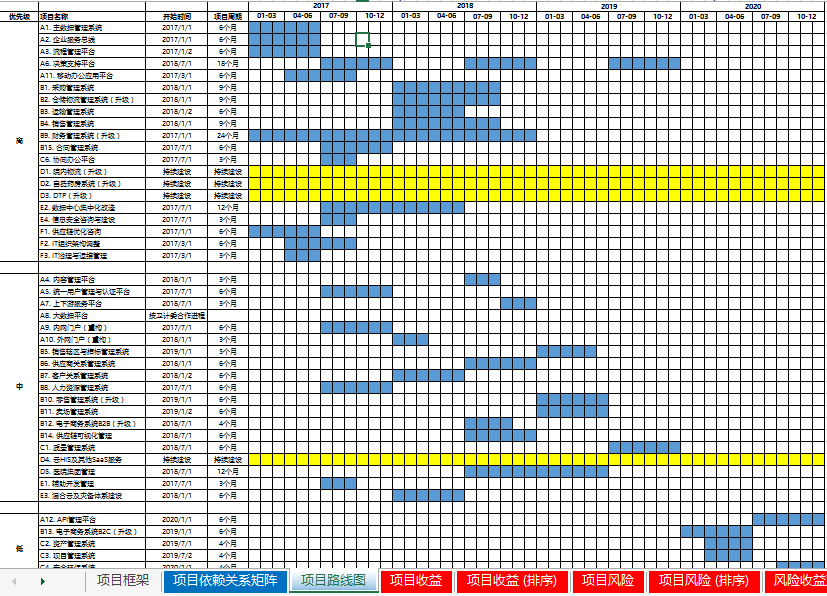 2017 2018 2019 2020
优先级 项目名称 开始时间 项目周期 01-03 04-06 07-09 10-12 01-03 04-06 07-09 10-12 01-03 04-06 07-09 10-12 01-03 04-06 07-09 10-12
A1. 主数据管理系统 2017/1/1 6个月
A2. 企业服务总线 2017/1/1 6个月
A3. 流程管理平台 2017/1/2 6个月
A6. 决策支持平台 2018/7/1 18个月
A11. 移动办公应用平台 2017/3/1 6个月
B1. 采购管理系统 2018/1/1 9个月
B2. 仓储物流管理系统（升级） 2018/1/1 9个月
B3. 运输管理系统 2018/1/2 6个月
B4. 销售管理系统 2018/1/1 9个月
B9. 财务管理系统（升级） 2017/1/1 24个月
高
B15. 合同管理系统 2017/7/1 6个月
C6. 协同办公平台 2017/7/1 3个月
D1. 院内物流（升级） 持续建设 持续建设
D2. 自营药房系统（升级） 持续建设 持续建设
D3. DTP（升级） 持续建设 持续建设
E2. 数据中心集中化改造 2017/7/1 12个月
E4. 信息安全咨询与建设 2017/7/1 3个月
F1. 供应链优化咨询 2017/1/1 6个月
F2. IT组织架构调整 2017/3/1 6个月
F3. IT治理与运维管理 2017/3/1 3个月
A4. 内容管理平台 2018/1/1 3个月
A5. 统一用户管理与认证平台 2017/7/1 6个月
A7. 上下游服务平台 2018/7/1 3个月
A8. 大数据平台 按卫计委合作进程
A9. 内网门户（重构） 2017/7/1 6个月
A10. 外网门户（重构） 2018/1/1 3个月
B5. 销售辖区与指标管理系统 2019/1/1 5个月
B6. 供应商关系管理系统 2018/7/1 6个月
B7. 客户关系管理系统 2018/1/2 6个月
中
B8. 人力资源管理系统 2017/7/1 6个月
B10. 零售管理系统（升级） 2019/1/1 6个月
B11. 卖场管理系统 2019/1/2 6个月
B12. 电子商务系统B2B（升级） 2018/7/1 4个月
B14. 供应链可视化管理 2018/7/1 6个月
C1. 质量管理系统 2018/7/1 6个月
D4. 云HIS及其他SaaS服务 持续建设 持续建设
D5. 医院集团管理 2018/7/1 12个月
E1. 辅助开发管理 2017/7/1 3个月
E3. 混合云及灾备体系建设 2018/1/1 6个月
A12. API管理平台 2020/1/1 6个月
B13. 电子商务系统B2C（升级） 2019/1/1 6个月
低
C2. 资产管理系统 2019/7/1 4个月
C3. 项目管理系统 2019/7/2 4个月
项目框架 项目依赖关系矩阵 项目路线图 项目收益 项目收益 (排序) 项目风险 项目风险 (排序) 风险收益